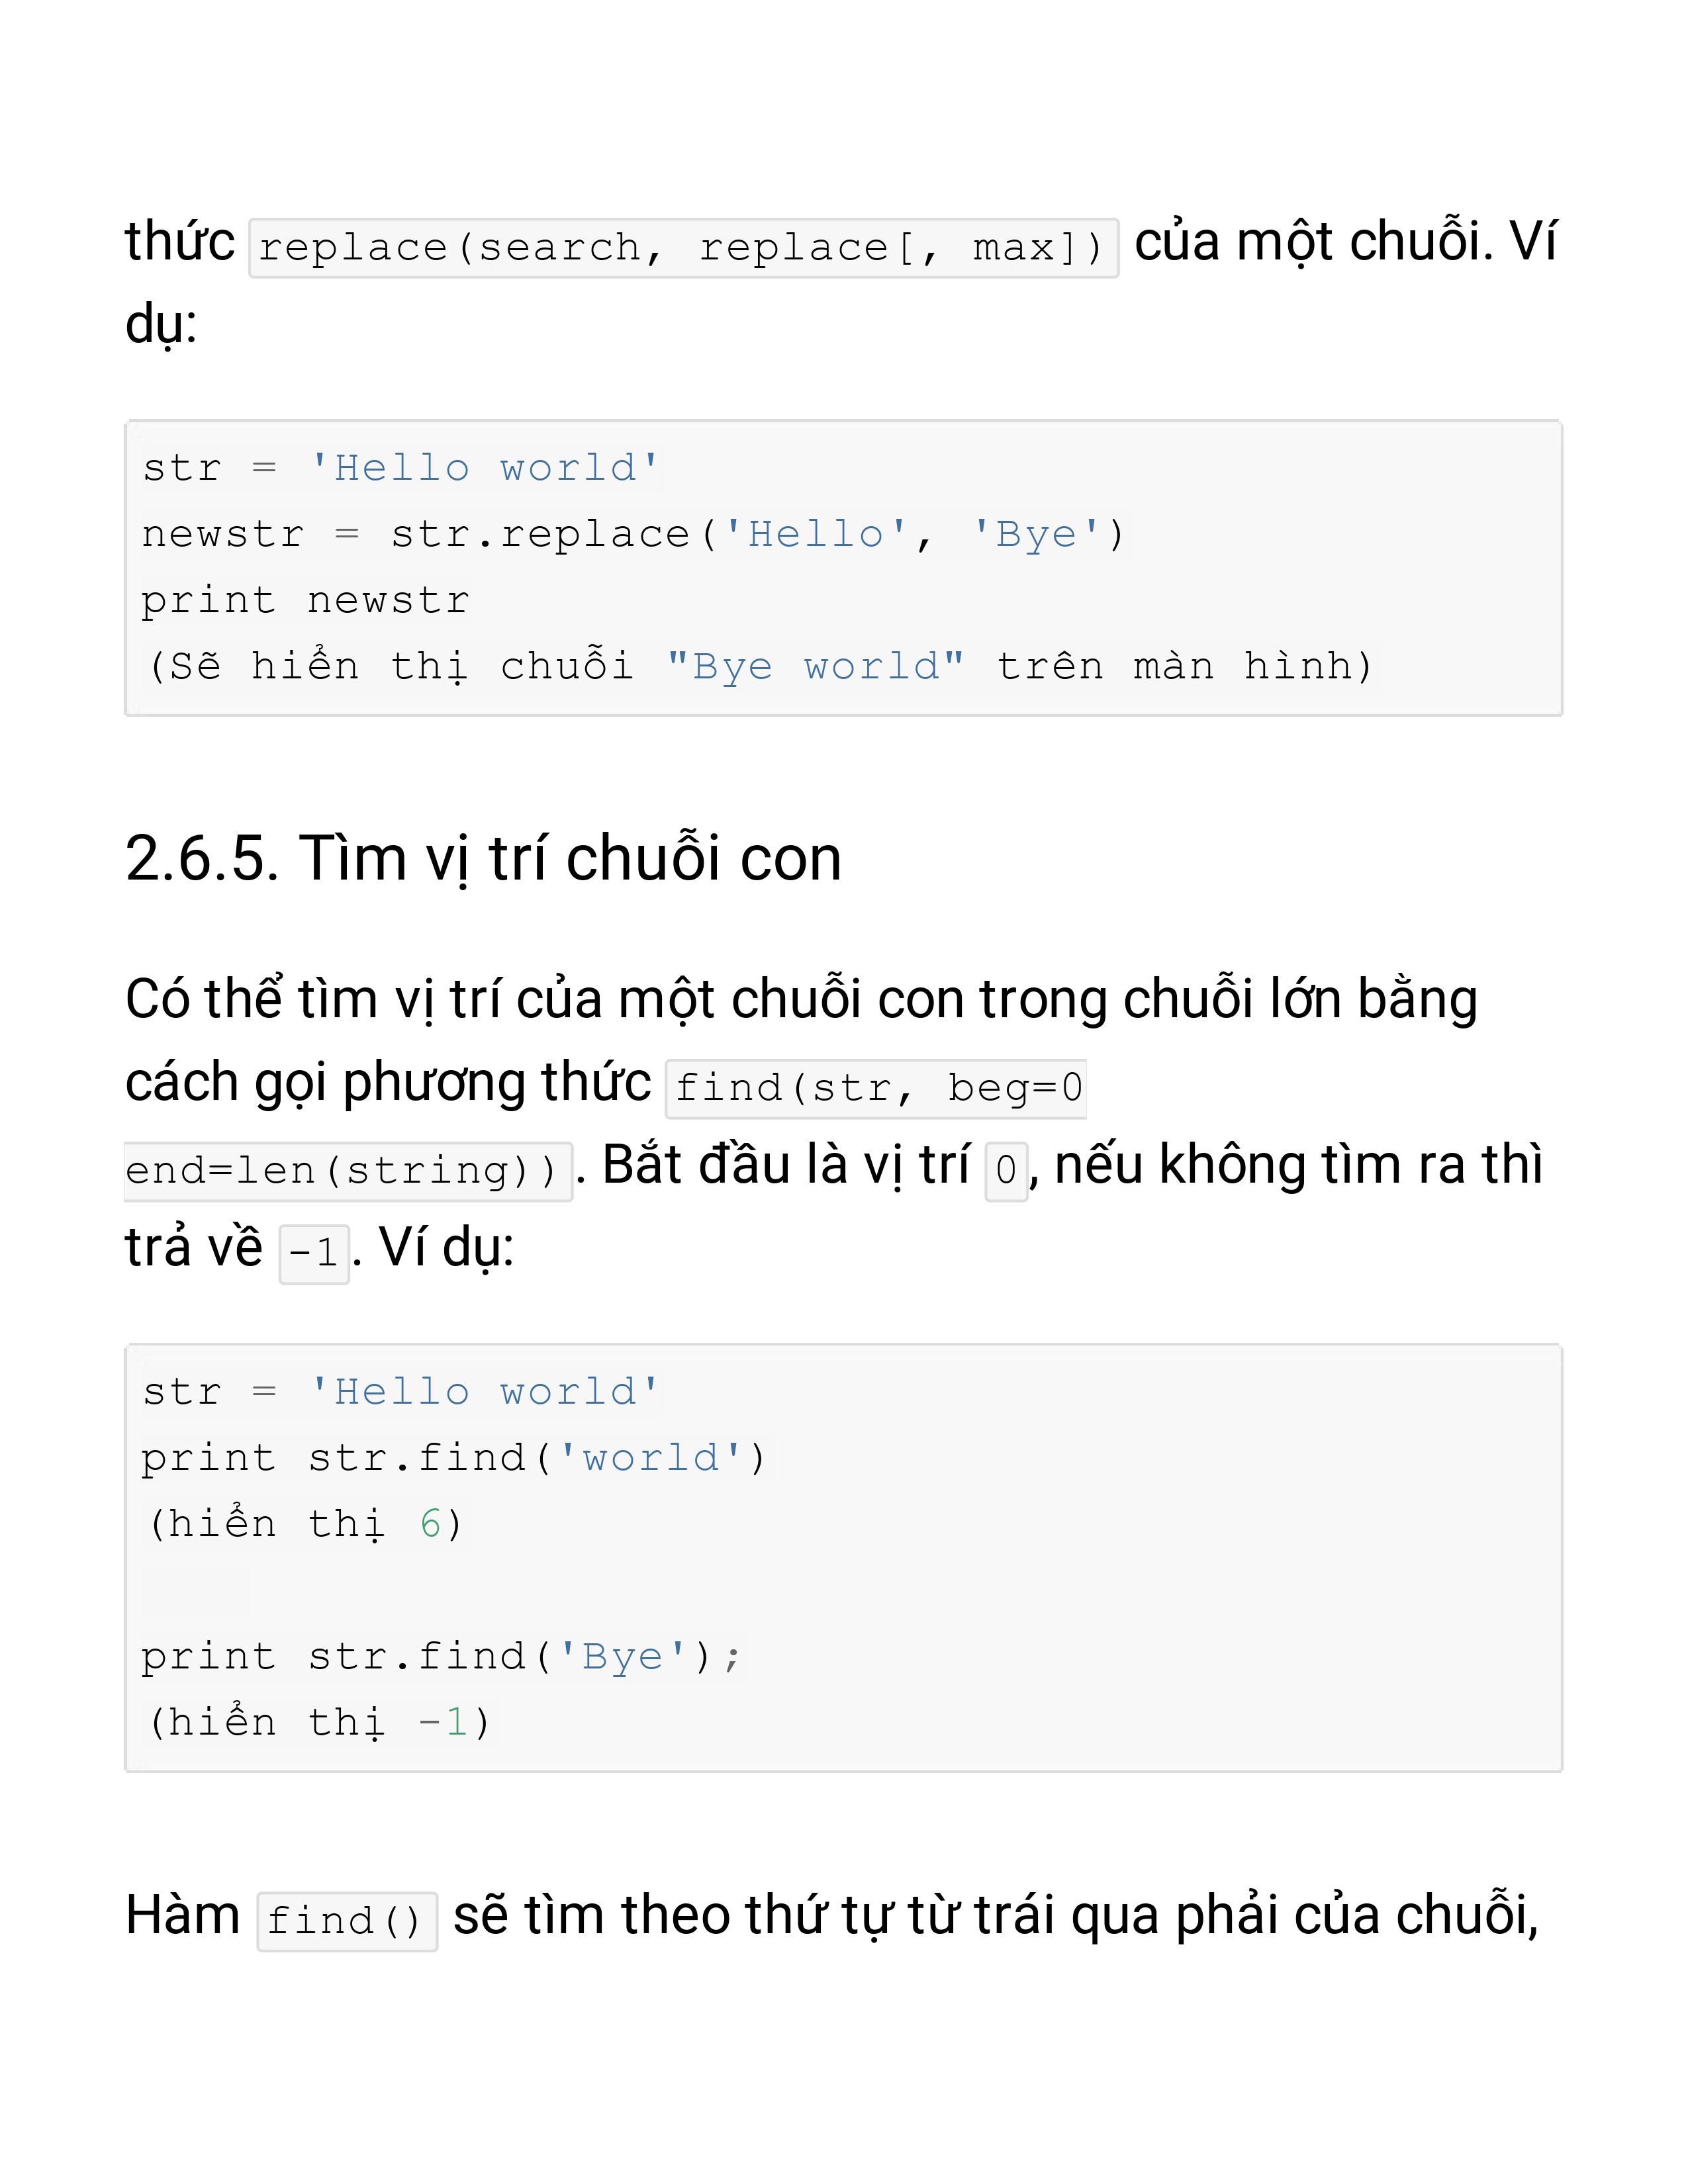 thức replace(search, replace[, max]) của một chuỗi. Ví
dụ:
str = 'Hello world'
newstr = str.replace('Hello', 'Bye')
print newstr
(Sẽ hiển thị chuỗi "Bye world" trên màn hình)
2.6.5. Tìm vị trí chuỗi con
Có thể tìm vị trí của một chuỗi con trong chuỗi lớn bằng
cách gọi phương thức find(str, beg=0
end=len(string)). Bắt đầu là vị trí 0, nếu không tìm ra thì
trả về -1. Ví dụ:
str = 'Hello world'
print str.find('world')
(hiển thị 6)
print str.find('Bye');
(hiển thị -1)
Hàm find() sẽ tìm theo thứ tự từ trái qua phải của chuỗi,